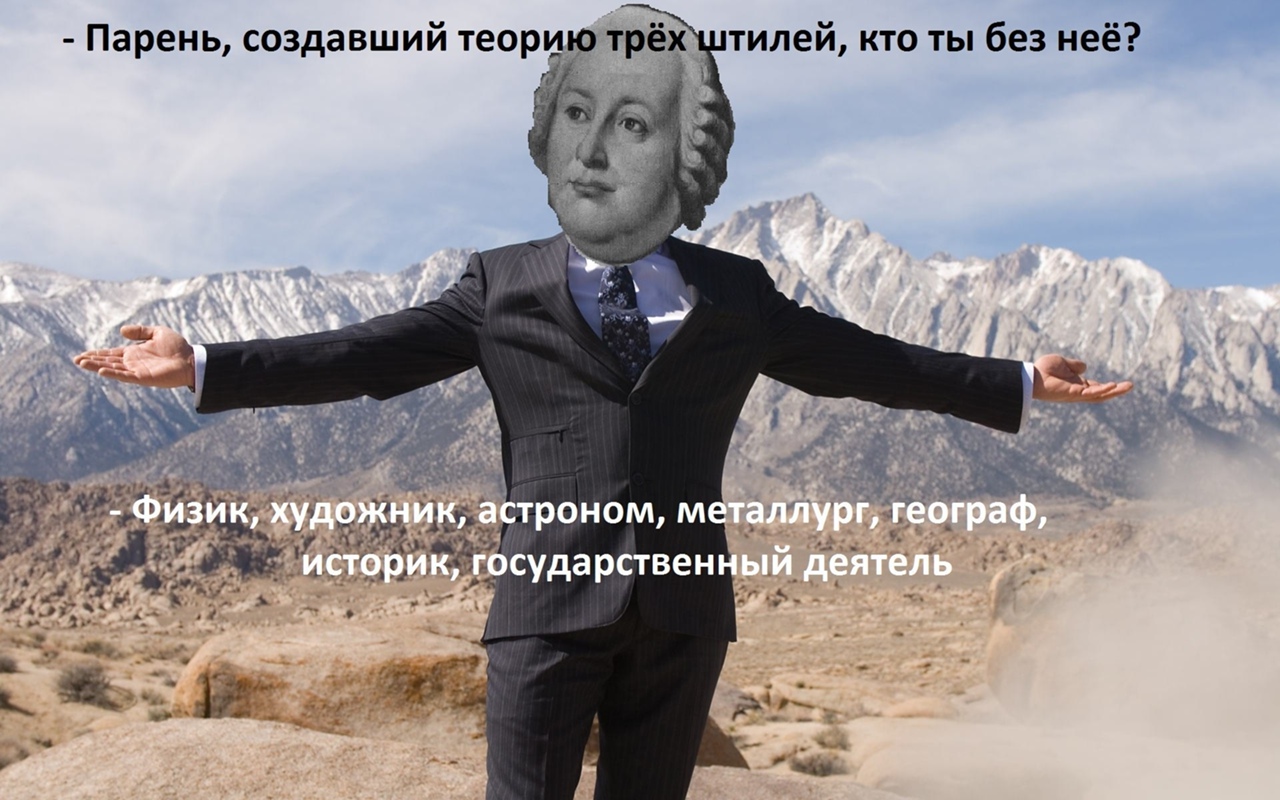 - Парень, создавший теорию трёх штилей, кто ты без неё?
- Физик, художник, астроном, металлург, географ,
историк, государственный деятель